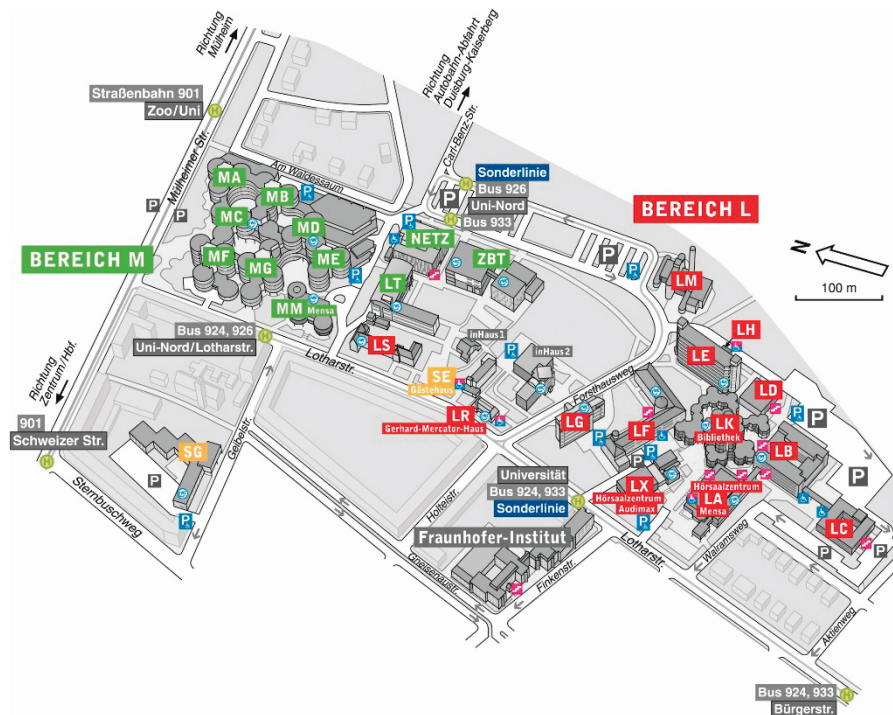 Richtung
Mülheim
Richtung
Autobahn-Abfahrt
Duisburg-Kaiserberg
Straßenbahn 901
Zoo/Uni
H
Mülheimer Str.
Am Waldessaum
Carl-Benz-Str.
Sonderlinie
H
Bus 926
Uni-Nord
H
Bus 933
P
P
P
P
MA
MB
MC
MD
MF
MG
ME
MM Mensa
BEREICH M
BEREICH L
NETZ
ZBT
LT
LS
P
P
P
P
P
N
100 m
LM
LH
LE
LD
LK
Bibliothek
LB
LF
LG
LX
Hörsaalzentrum
Audimax
Hörsaalzentrum
LA
Mensa
LC
P
P
P
P
P
P
P
P
P
inHaus1
inHaus2
P
SE
Gästehaus
LR
Gerhard-Mercator-Haus
Forsthausweg
Bus 924, 926
Uni-Nord/Lotharstr.
H
Lotharstr.
Richtung
Zentrum/Hbf.
901
Schweizer Str.
H
SG
P
P
Geibelstr.
Sternbuschweg
Holteistr.
Gneisenaustr.
Universität
Bus 924, 933
H
Sonderlinie
Fraunhofer-Institut
Finkenstr.
Lotharstr.
Walramsweg
Aktienweg
Bus 924, 933
H
Bürgerstr.